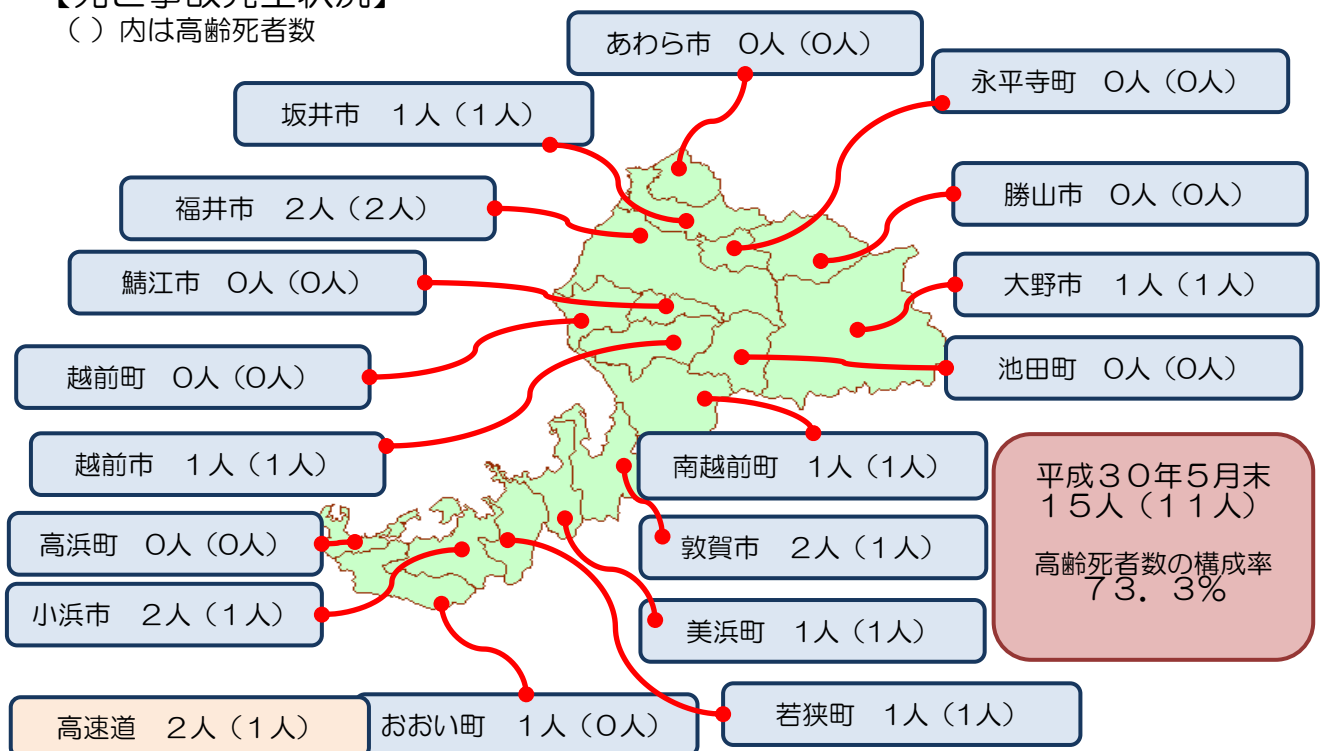 【死亡事故発生状況】
（ ）内は高齢死者数
あわら市　0人（0人）
永平寺町　0人（0人）
坂井市　１人（１人）
勝山市　0人（0人）
福井市　２人（２人）
鯖江市　0人（0人）
大野市　１人（１人）
越前町　0人（0人）
池田町　0人（0人）
越前市　１人（１人）
南越前町　１人（１人）
平成３０年５月末
１５人（１１人）
高齢死者数の構成率
７３．３％
高浜町　0人（0人）
敦賀市　２人（１人）
小浜市　２人（１人）
美浜町　１人（１人）
高速道　２人（１人）
おおい町　１人（０人）
若狭町　１人（１人）